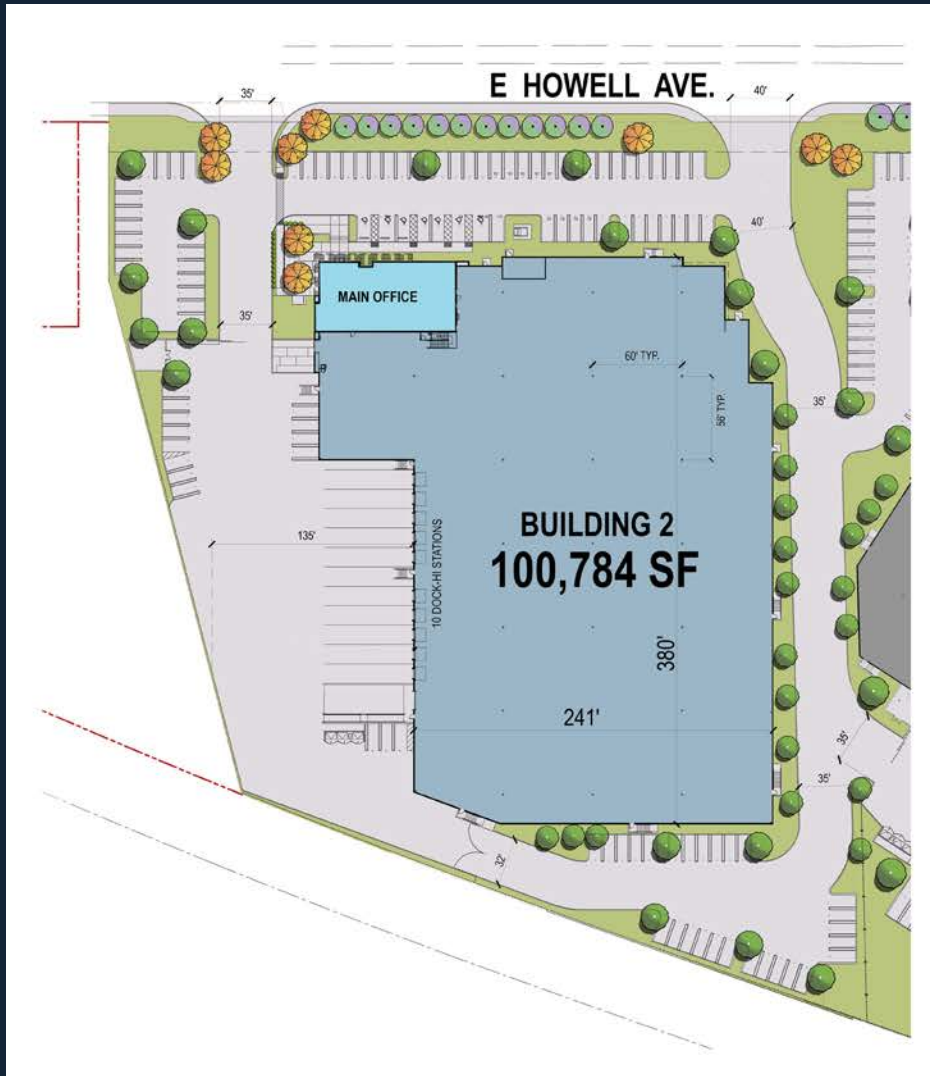 E HOWELL AVE.
35'
40'
40'
MAIN OFFICE
35'
60' TYP.
56' TYP.
35'
BUILDING 2
100,784 SF
135'
10 DOCK-HI STATIONS
380'
241'
35'
35'
32'